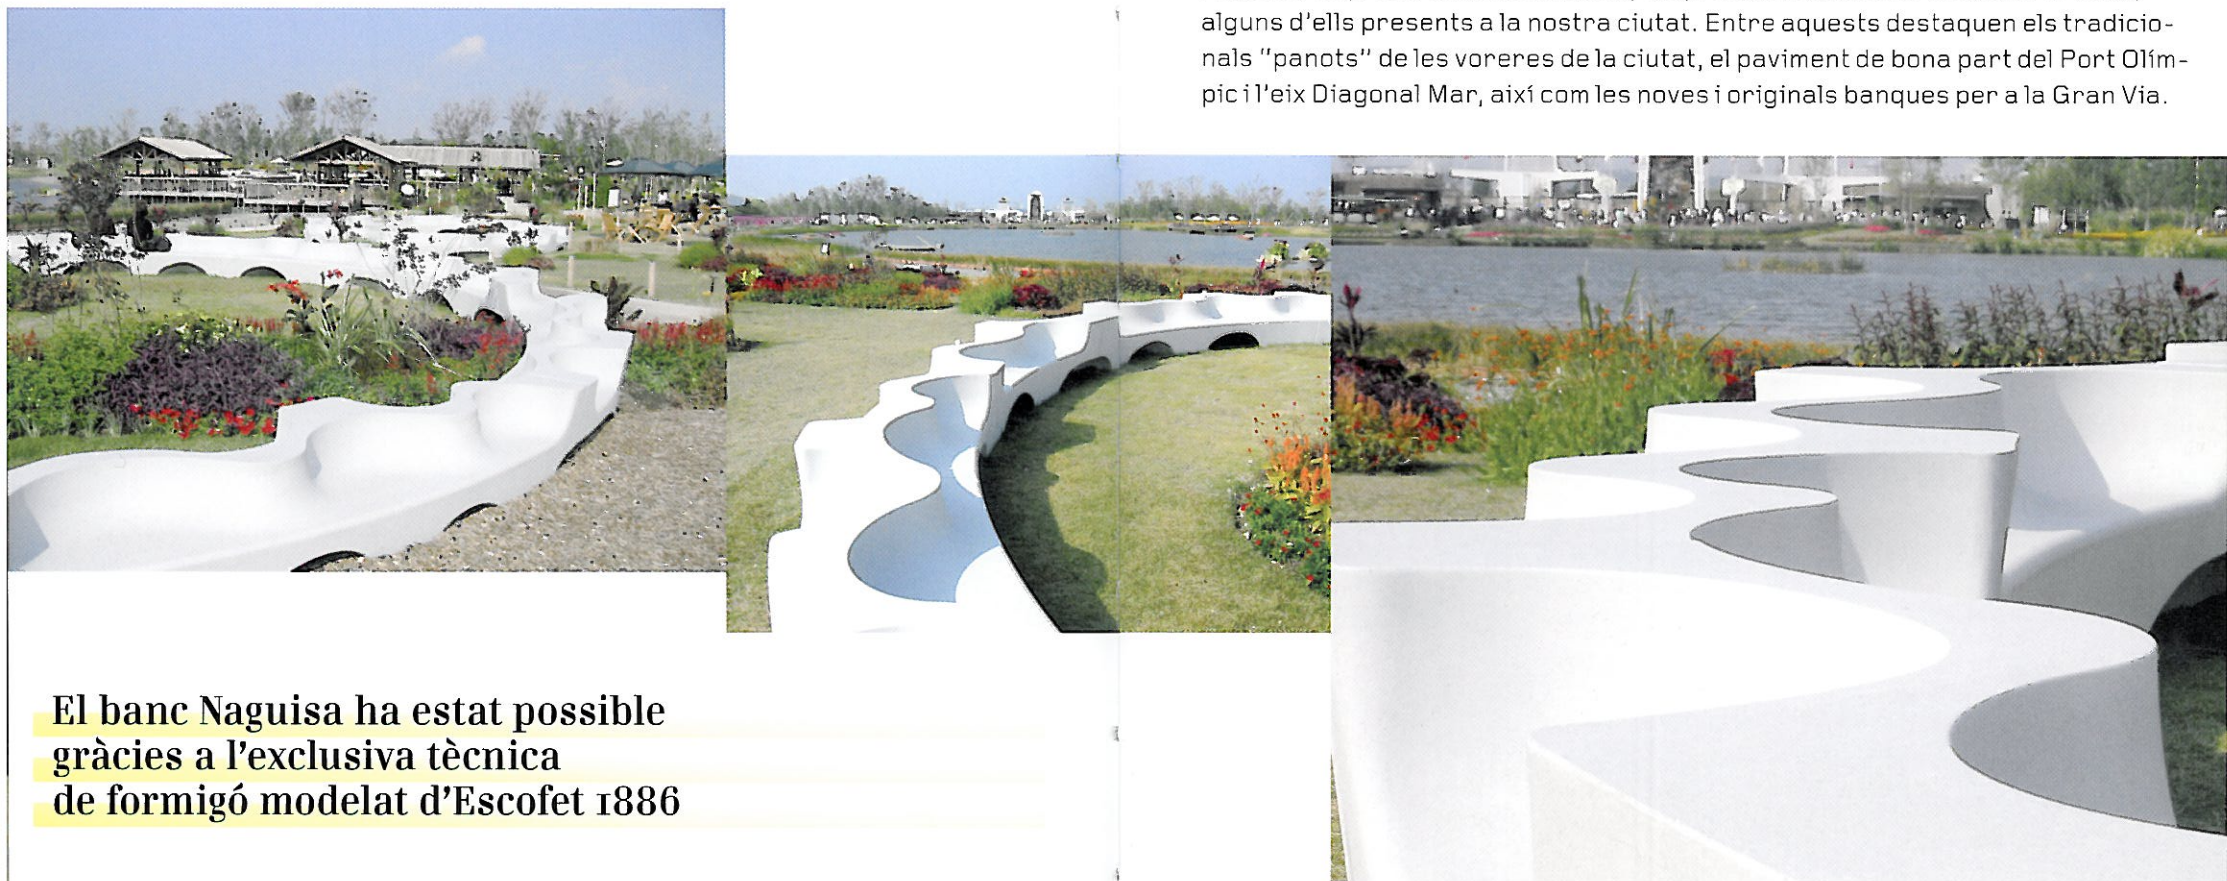 alguns d'ells presents a la nostra ciutat. Entre aquests destaquen els tradicio-
nals "panots" de les voreres de la ciutat, el paviment de bona part del Port Olím-
pic i l'eix Diagonal Mar, així com les noves i originals banques per a la Gran Via.
El banc Naguisa ha estat possible
gràcies a l'exclusiva tècnica
de formigó modelat d'Escofet 1886